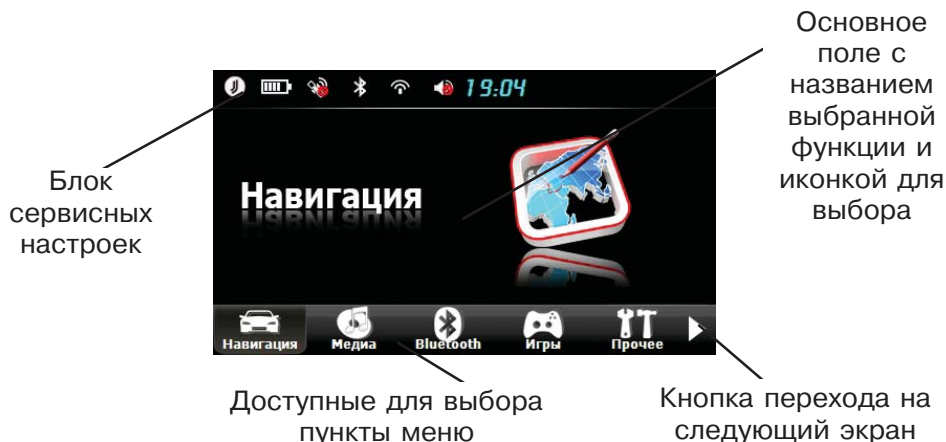 Основное
поле с
названием
выбранной
функции и
иконкой для
выбора
19:04
Блок
сервисных
настроек
Навигация
Навигация
Медиа
Bluetooth
Игры
Прочее
Доступные для выбора
пункты меню
Кнопка перехода на
следующий экран